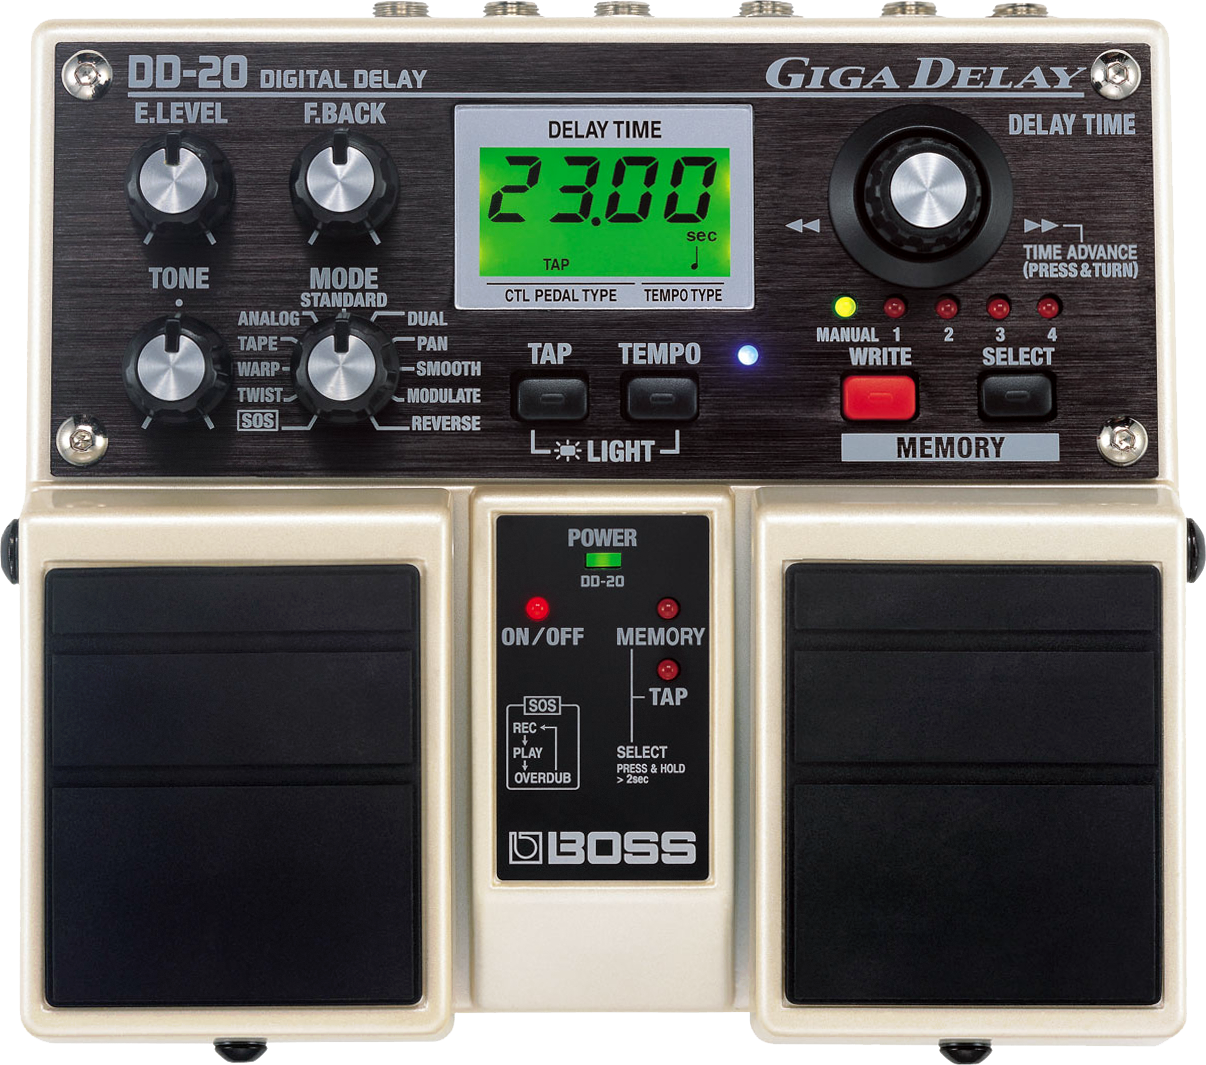 DD-20 DIGITAL DELAY
GIGA DELAY
E.LEVEL
F.BACK
DELAY TIME
23.00
sec
TAP
CTL PEDAL TYPE
TEMPO TYPE
DELAY TIME
TIME ADVANCE
(PRESS & TURN)
TONE
MODE
STANDARD
ANALOG
DUAL
TAPE
PAN
WARP
SMOOTH
TWIST
MODULATE
SOS
REVERSE
TAP
TEMPO
LIGHT
MANUAL 1 2 3 4
WRITE
SELECT
MEMORY
POWER
DD-20
ON/OFF
MEMORY
TAP
SOS
REC
PLAY
OVERDUB
SELECT
PRESS & HOLD
> 2sec
BOSS